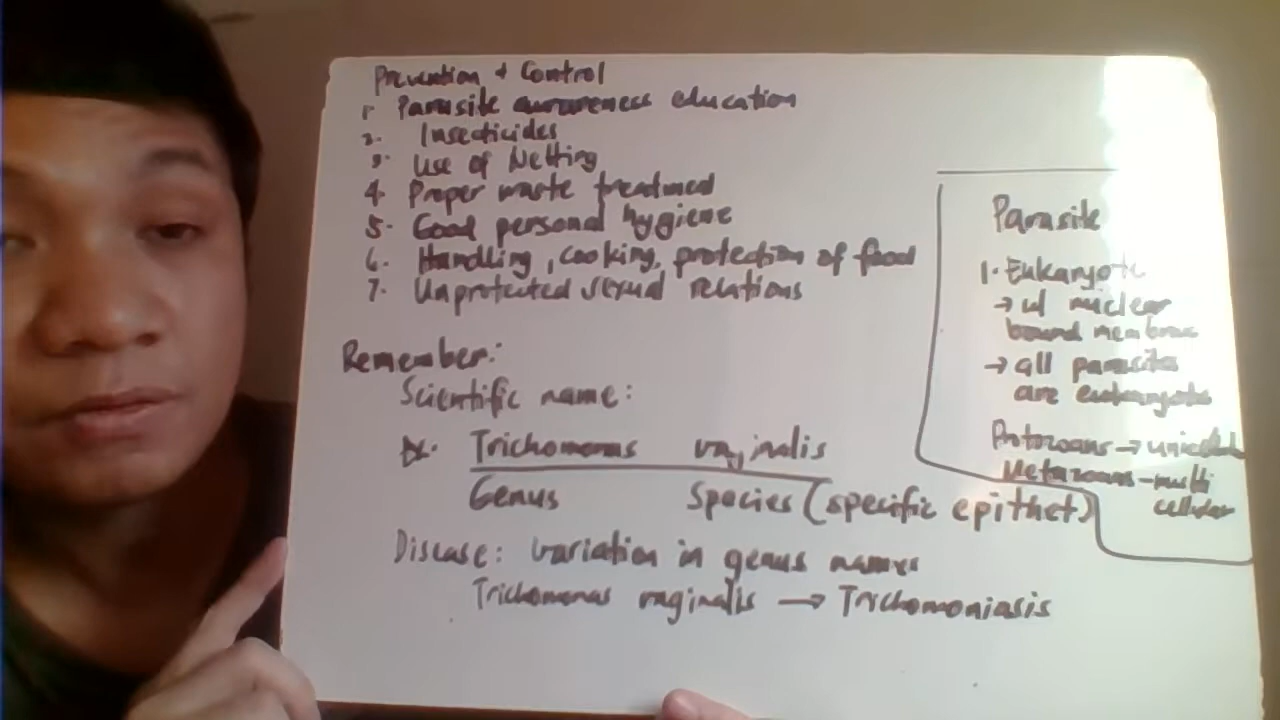 Prevention + Control
1. Parasite awareness education
2. Insecticides
3. Use of Netting
4. Proper waste treatment
5. Good personal hygiene
6. Handling, cooking, protection of food
7. Unprotected sexual relations
Remember:
Scientific name:
Ex. Trichomonas vaginalis
Genus Species (specific epithet)
Disease: variation in genus names
Trichomonas vaginalis → Trichomoniasis
Parasite
1. Eukaryote
→ w/ nuclear
bound membrane
→ all parasites
are eukaryotes
Protozoans → unicellular
Metazoans - multi
cellular